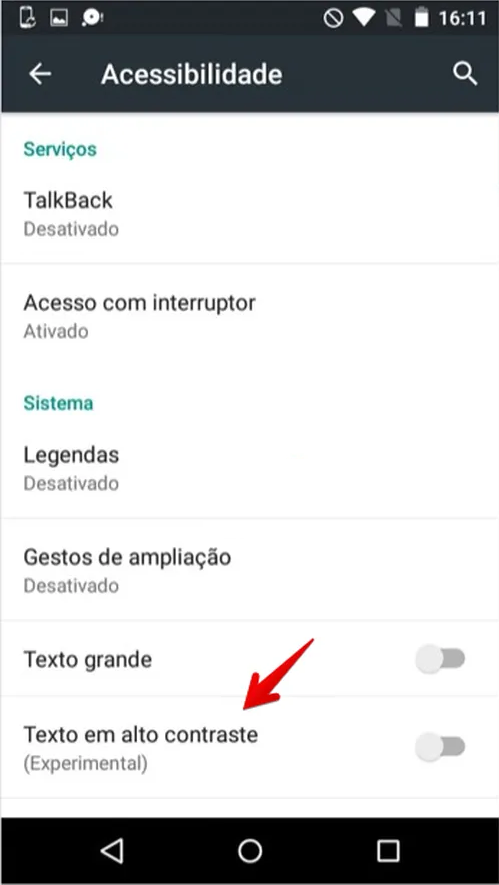 16:11
Acessibilidade
Serviços
TalkBack
Desativado
Acesso com interruptor
Ativado
Sistema
Legendas
Desativado
Gestos de ampliação
Desativado
Texto grande
Texto em alto contraste
(Experimental)